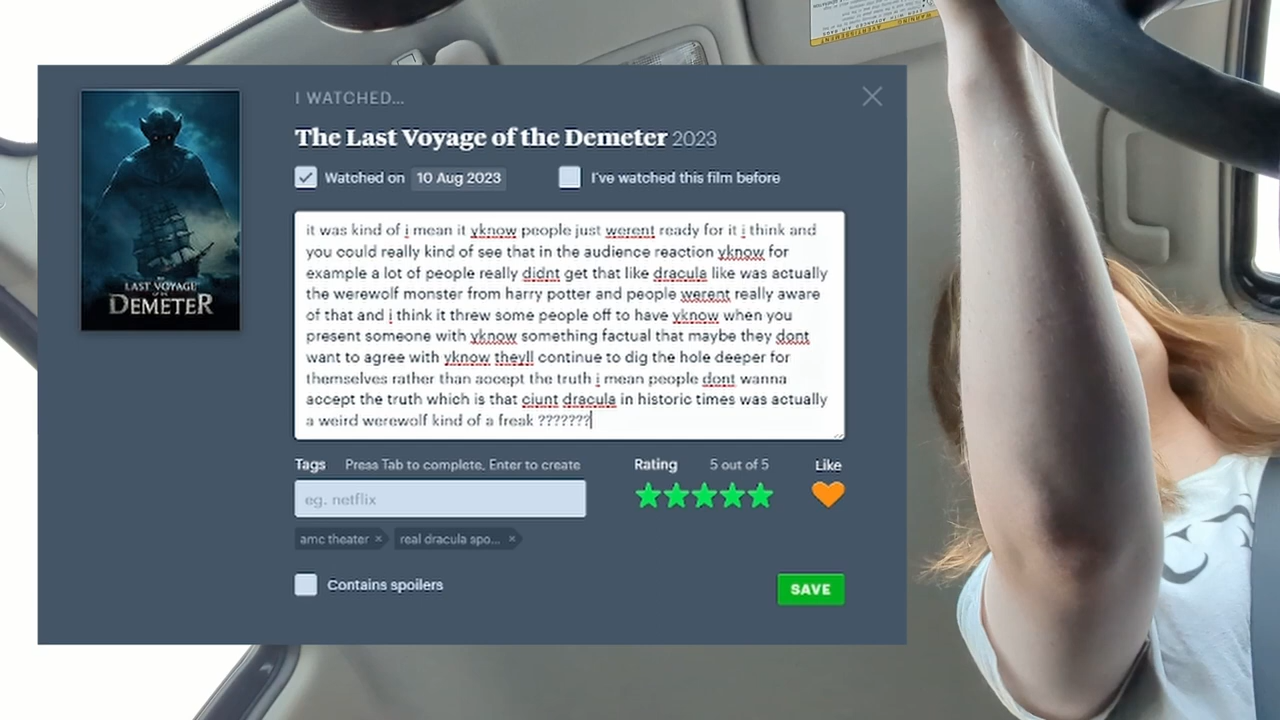 WARNING
AVERTISSEMENT
I WATCHED...
The Last Voyage of the Demeter 2023
Watched on 10 Aug 2023 I've watched this film before
it was kind of i mean it yknow people just werent ready for it i think and
you could really kind of see that in the audience reaction yknow for
example a lot of people really didnt get that like dracula like was actually
the werewolf monster from harry potter and people werent really aware
of that and i think it threw some people off to have yknow when you
present someone with yknow something factual that maybe they dont
want to agree with yknow theyll continue to dig the hole deeper for
themselves rather than accept the truth i mean people dont wanna
accept the truth which is that ciunt dracula in historic times was actually
a weird werewolf kind of a freak ???????
LAST VOYAGE
OF THE
DEMETER
Tags Press Tab to complete, Enter to create
Rating 5 out of 5 Like
eg. netflix
amc theater × real dracula spo... ×
Contains spoilers
SAVE